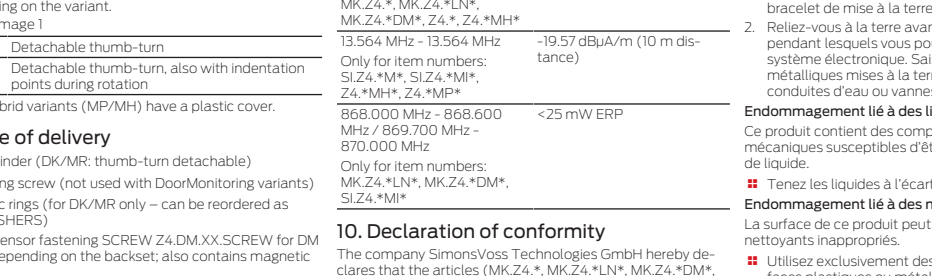 ing on the variant.
mage 1
Detachable thumb-turn
Detachable thumb-turn, also with indentation
points during rotation
brid variants (MP/MH) have a plastic cover.
e of delivery
inder (DK/MR: thumb-turn detachable)
ng screw (not used with DoorMonitoring variants)
c rings (for DK/MR only – can be reordered as
SHERS)
ensor fastening SCREW Z4.DM.XX.SCREW for DM
epending on the backset; also contains magnetic
MK.Z4.*, MK.Z4.*LN*,
MK.Z4.*DM*, Z4.*, Z4.*MH*
13.564 MHz - 13.564 MHz
Only for item numbers:
SI.Z4.*M*, SI.Z4.*MI*,
Z4.*MH*, Z4.*MP*
-19.57 dBµA/m (10 m dis-
tance)
868.000 MHz - 868.600
MHz / 869.700 MHz -
870.000 MHz
Only for item numbers:
MK.Z4.*LN*, MK.Z4.*DM*,
SI.Z4.*MI*
<25 mW ERP
10. Declaration of conformity
The company SimonsVoss Technologies GmbH hereby de-
clares that the articles (MK.Z4.*, MK.Z4.*LN*, MK.Z4.*DM*,
bracelet de mise à la terre
2. Reliez-vous à la terre avan
pendant lesquels vous pou
système électronique. Sai
métalliques mises à la ter
conduites d'eau ou vannes
Endommagement lié à des li
Ce produit contient des comp
mécaniques susceptibles d'êt
de liquide.
Tenez les liquides à l'écart
Endommagement lié à des n
La surface de ce produit peut
nettoyants inappropriés.
Utilisez exclusivement des